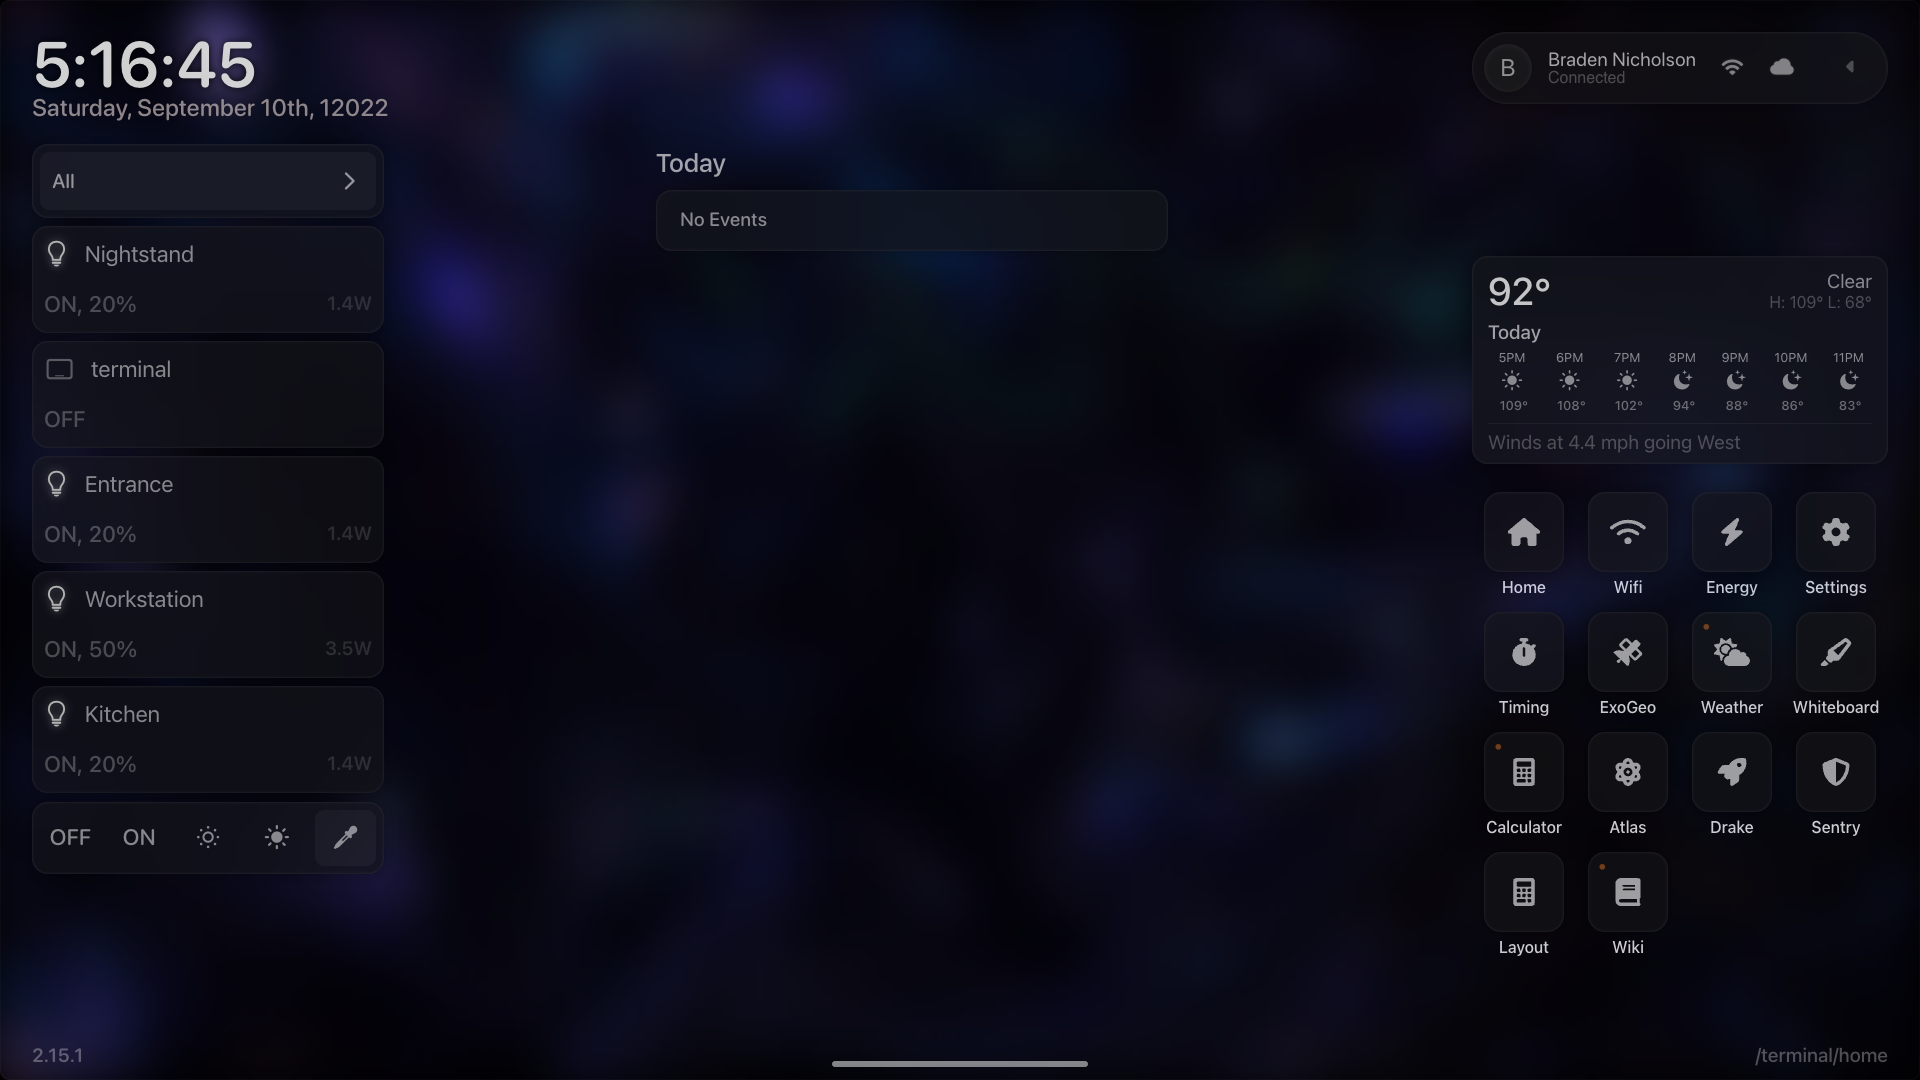 5:16:45
Saturday, September 10th, 12022
B
Braden Nicholson
Connected
All
Nightstand
ON, 20% 1.4W
terminal
OFF
Entrance
ON, 20% 1.4W
Workstation
ON, 50% 3.5W
Kitchen
ON, 20% 1.4W
OFF ON
Today
No Events
92° Clear
H: 109° L: 68°
Today
5PM 6PM 7PM 8PM 9PM 10PM 11PM
109° 108° 102° 94° 88° 86° 83°
Winds at 4.4 mph going West
Home Wifi Energy Settings
Timing ExoGeo Weather Whiteboard
Calculator Atlas Drake Sentry
Layout Wiki
2.15.1
/terminal/home